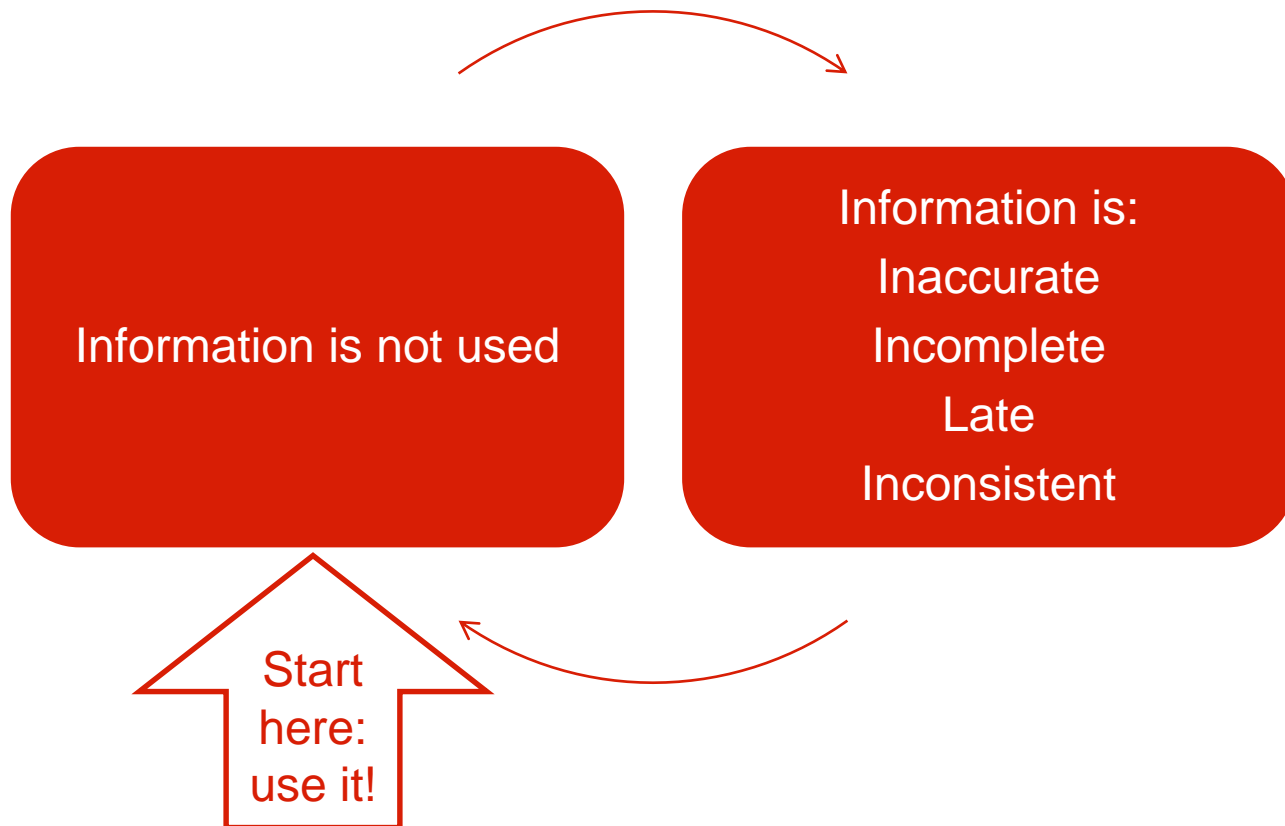 Information is not used
Information is:
Inaccurate
Incomplete
Late
Inconsistent
Start
here:
use it!